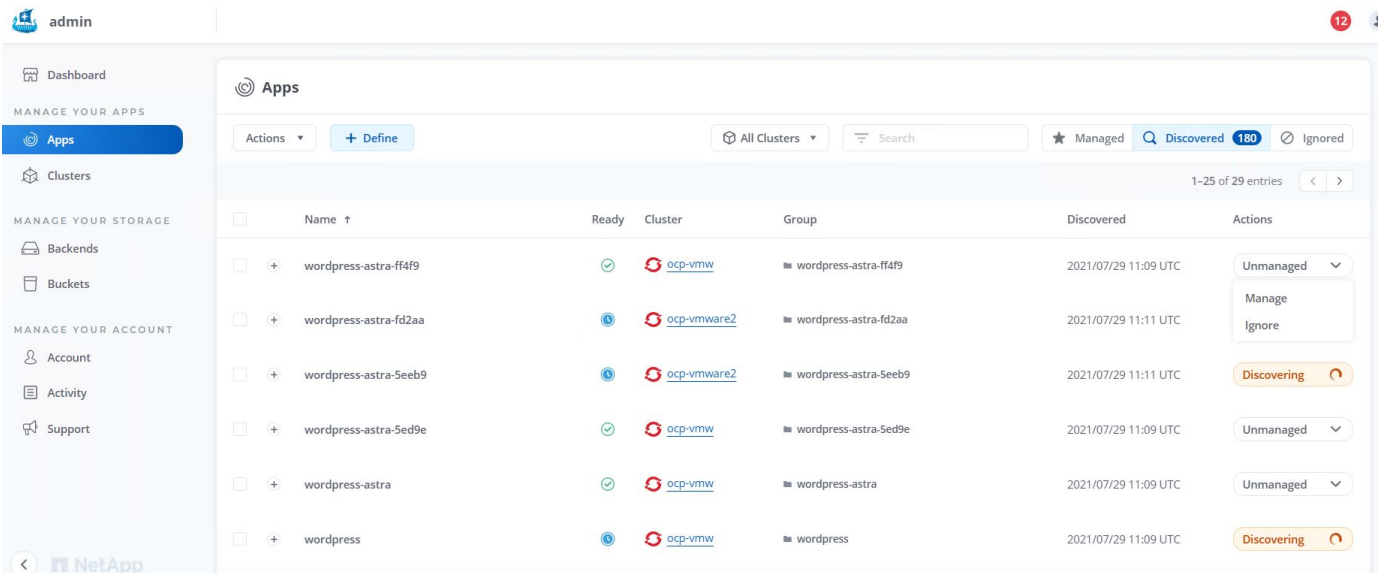 admin
12
Dashboard
MANAGE YOUR APPS
Apps
Clusters
MANAGE YOUR STORAGE
Backends
Buckets
MANAGE YOUR ACCOUNT
Account
Activity
Support
NetApp
Apps
Actions + Define All Clusters Search Managed Discovered 180 Ignored
1–25 of 29 entries < >
Name ↑ Ready Cluster Group Discovered Actions
+ wordpress-astra-ff4f9 ocp-vmw wordpress-astra-ff4f9 2021/07/29 11:09 UTC Unmanaged
Manage
Ignore
+ wordpress-astra-fd2aa ocp-vmware2 wordpress-astra-fd2aa 2021/07/29 11:11 UTC
+ wordpress-astra-5eeb9 ocp-vmware2 wordpress-astra-5eeb9 2021/07/29 11:11 UTC Discovering
+ wordpress-astra-5ed9e ocp-vmw wordpress-astra-5ed9e 2021/07/29 11:09 UTC Unmanaged
+ wordpress-astra ocp-vmw wordpress-astra 2021/07/29 11:09 UTC Unmanaged
+ wordpress ocp-vmw wordpress 2021/07/29 11:09 UTC Discovering